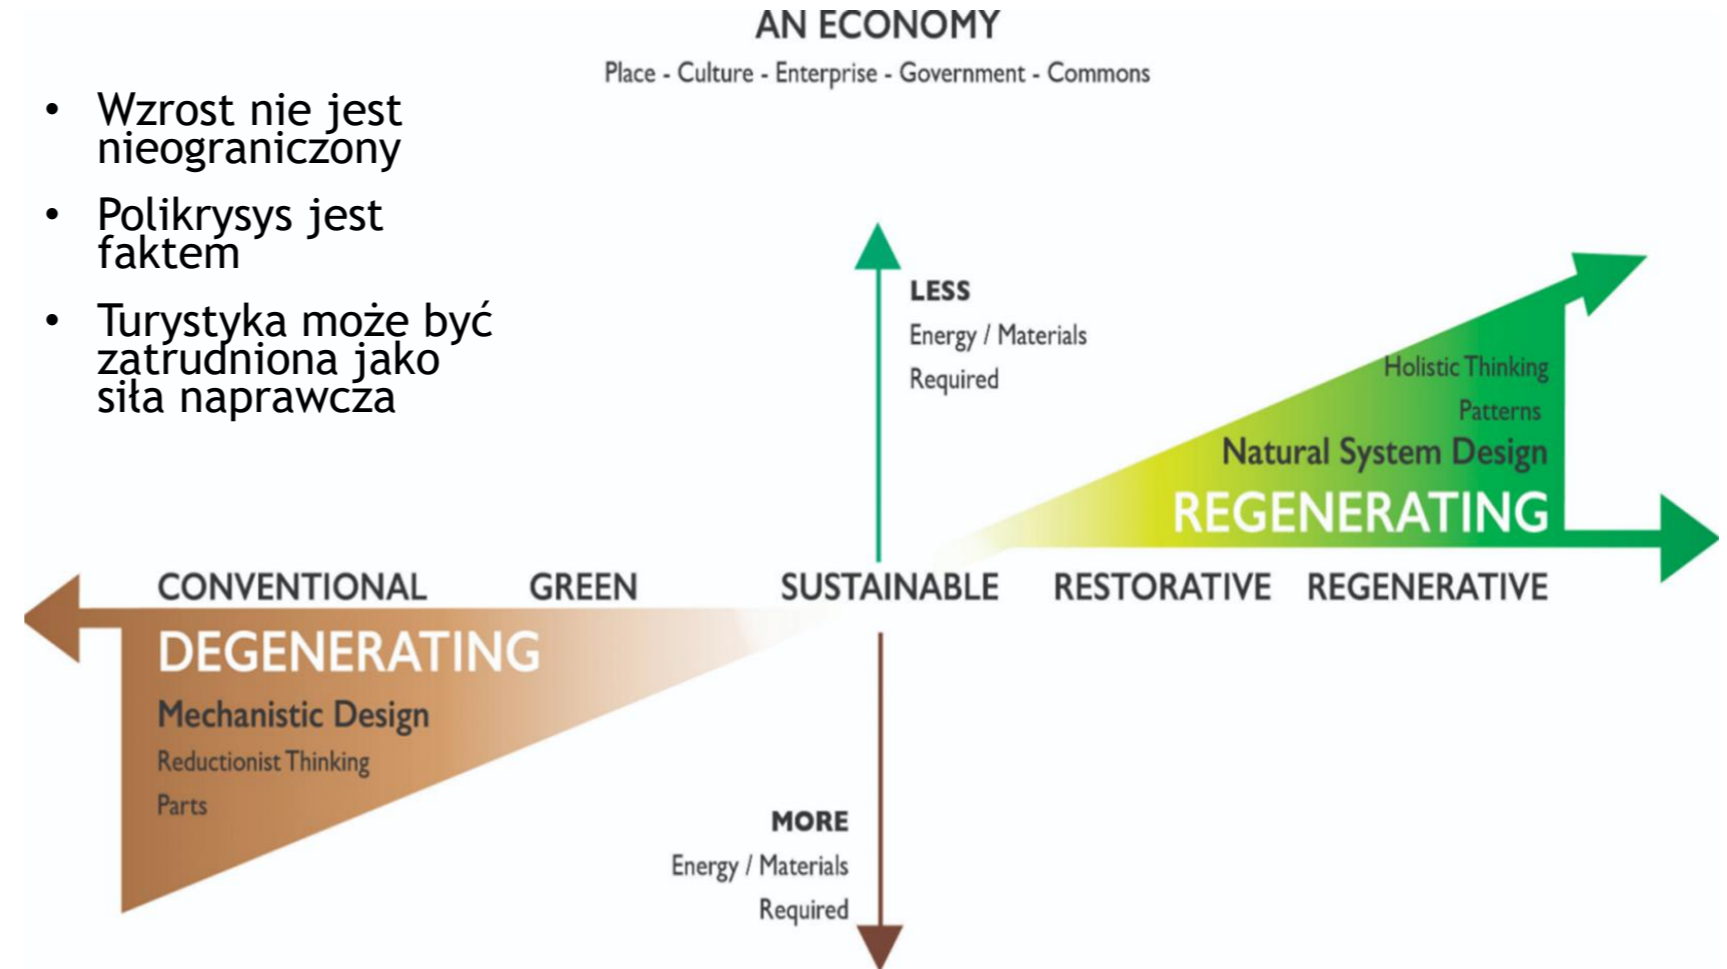 AN ECONOMY
Place - Culture - Enterprise - Government - Commons
• Wzrost nie jest
nieograniczony
• Polikrysys jest
faktem
• Turystyka może być
zatrudniona jako
siła naprawcza
LESS
Energy / Materials
Required
Holistic Thinking
Patterns
Natural System Design
REGENERATING
CONVENTIONAL GREEN SUSTAINABLE RESTORATIVE REGENERATIVE
DEGENERATING
Mechanistic Design
Reductionist Thinking
Parts
MORE
Energy / Materials
Required